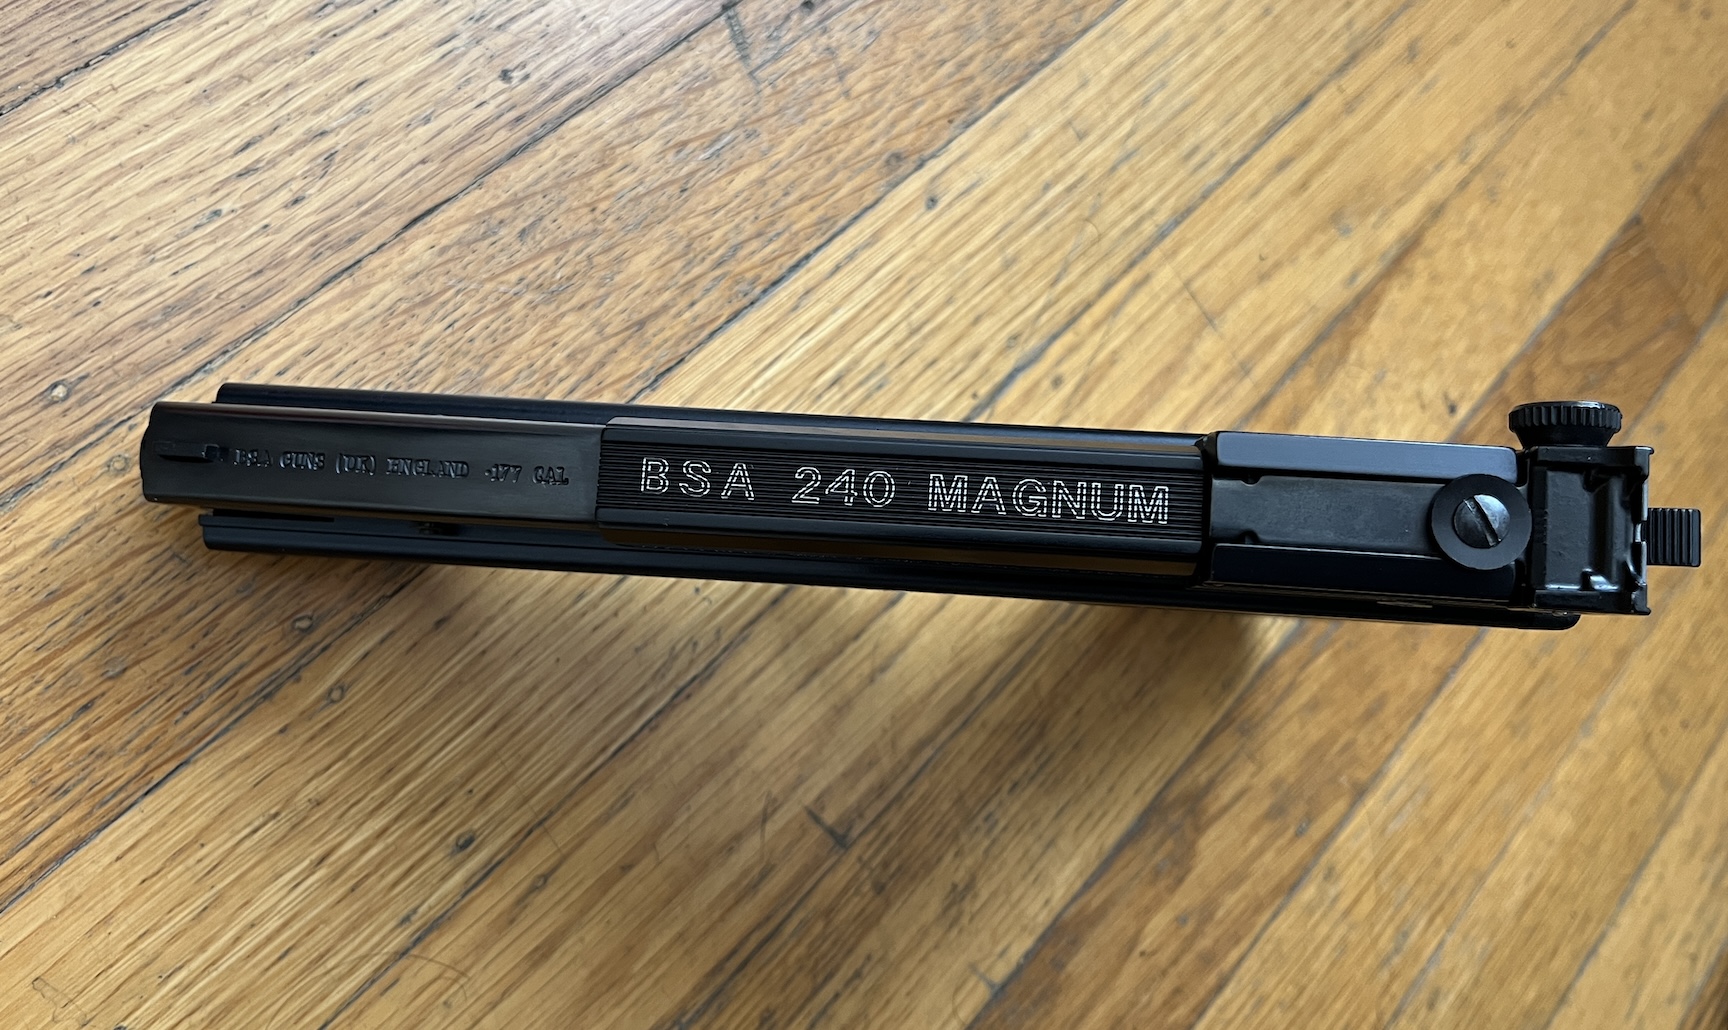 BSA GUNS (UK) ENGLAND .177 CAL
BSA 240 MAGNUM